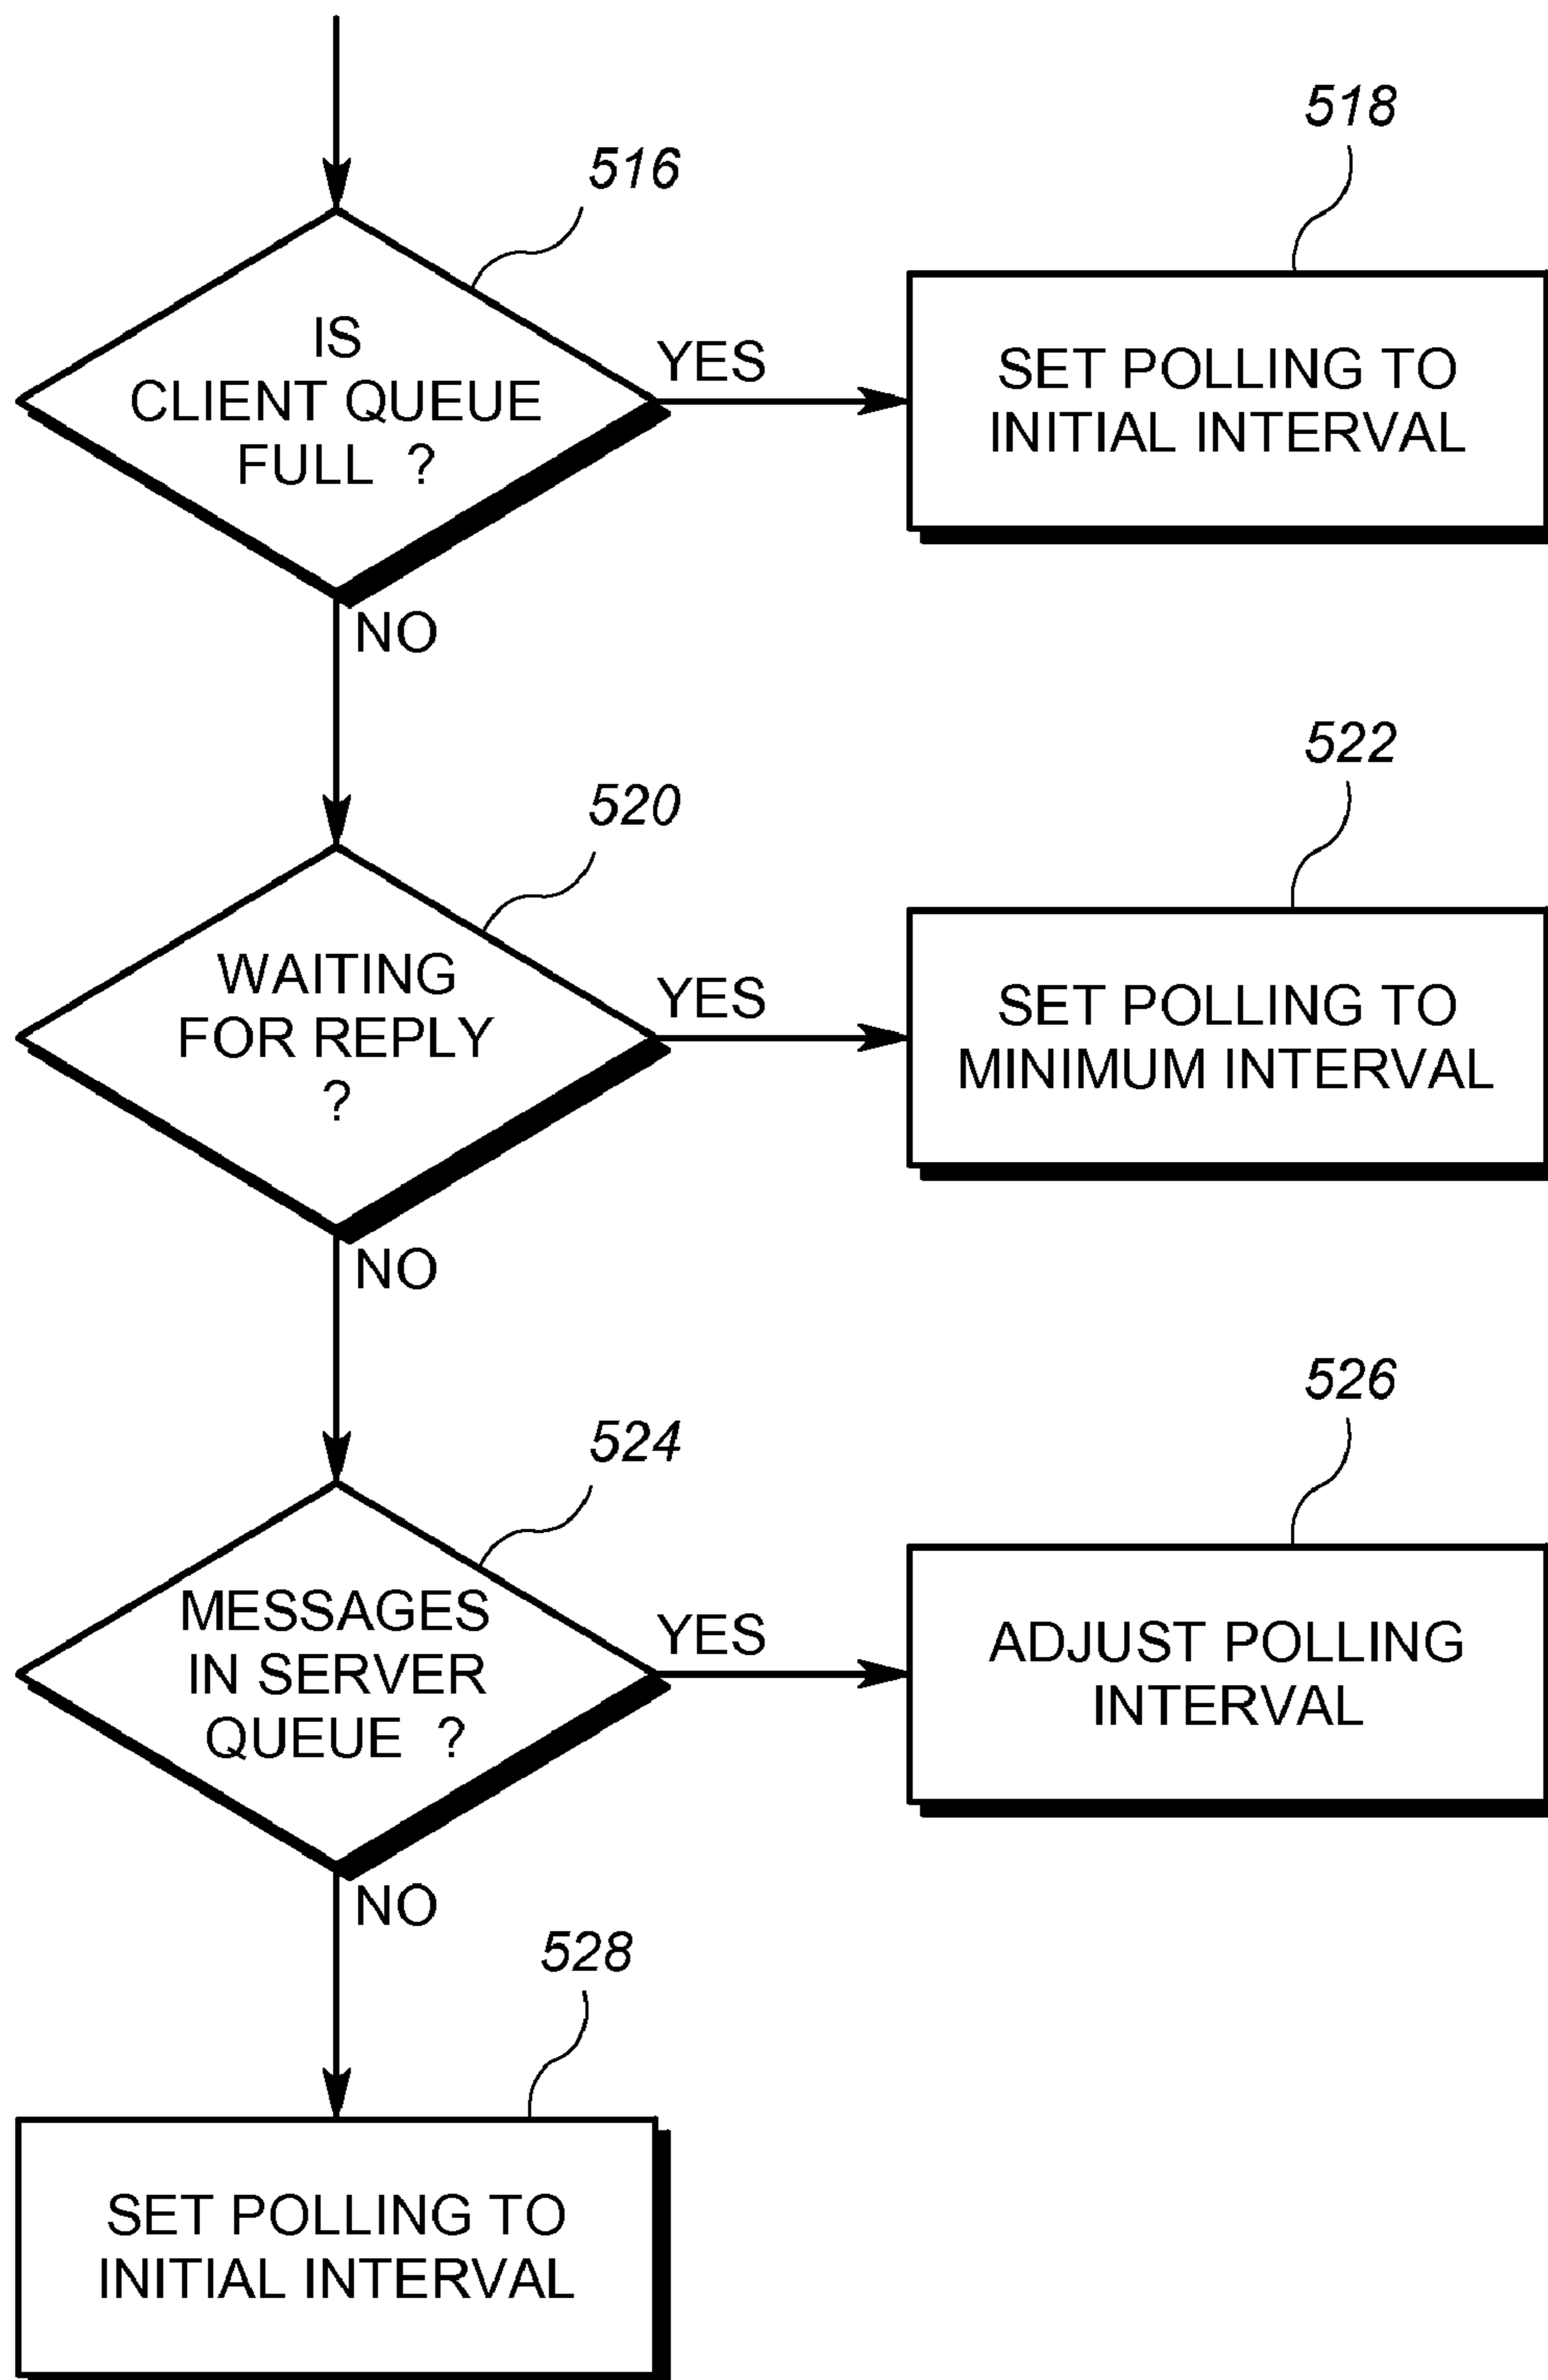 518
516
IS
CLIENT QUEUE
FULL ?
YES
SET POLLING TO
INITIAL INTERVAL
NO
522
520
WAITING
FOR REPLY
?
YES
SET POLLING TO
MINIMUM INTERVAL
NO
526
524
MESSAGES
IN SERVER
QUEUE ?
YES
ADJUST POLLING
INTERVAL
NO
528
SET POLLING TO
INITIAL INTERVAL